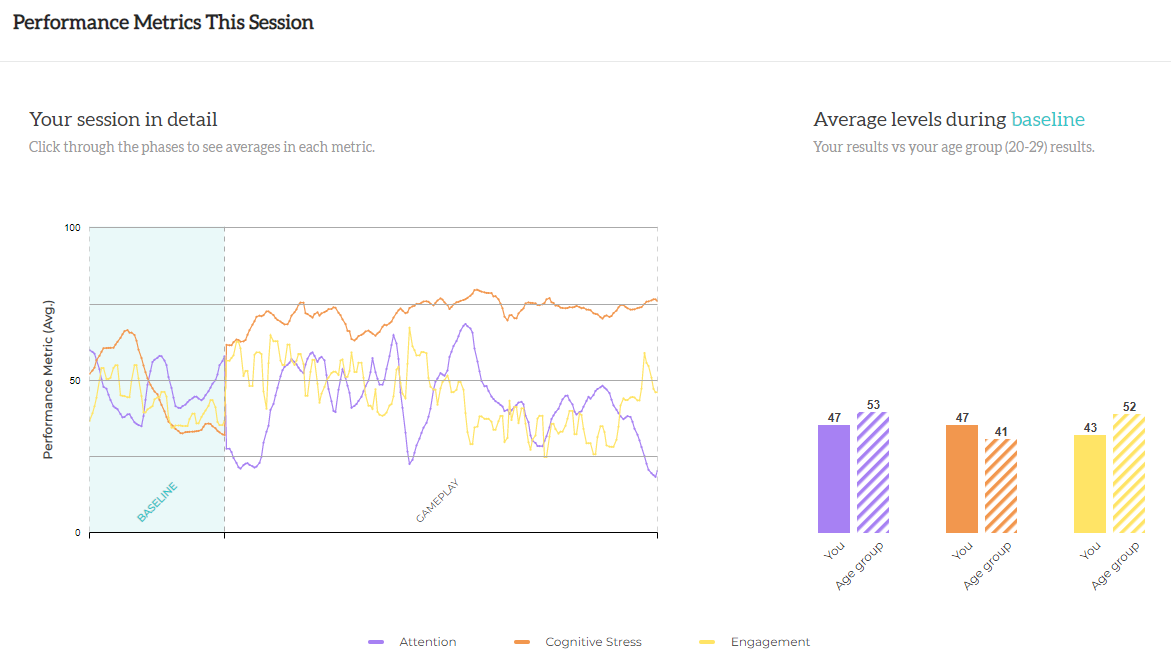 Performance Metrics This Session
Your session in detail
Click through the phases to see averages in each metric.
Average levels during baseline
Your results vs your age group (20-29) results.
Performance Metric (Avg.)
100
50
0
BASELINE
GAMEPLAY
47
53
47
41
43
52
You
Age group
You
Age group
You
Age group
Attention
Cognitive Stress
Engagement